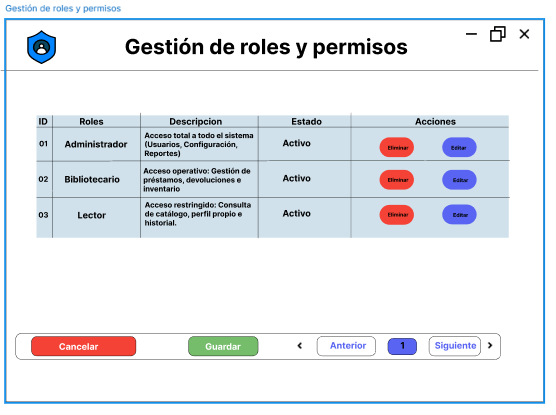 Gestión de roles y permisos
Gestión de roles y permisos
ID Roles Descripcion Estado Acciones
01 Administrador Acceso total a todo el sistema (Usuarios, Configuración, Reportes) Activo Eliminar Editar
02 Bibliotecario Acceso operativo: Gestión de préstamos, devoluciones e inventario Activo Eliminar Editar
03 Lector Acceso restringido: Consulta de catálogo, perfil propio e historial. Activo Eliminar Editar
Cancelar Guardar < Anterior 1 Siguiente >